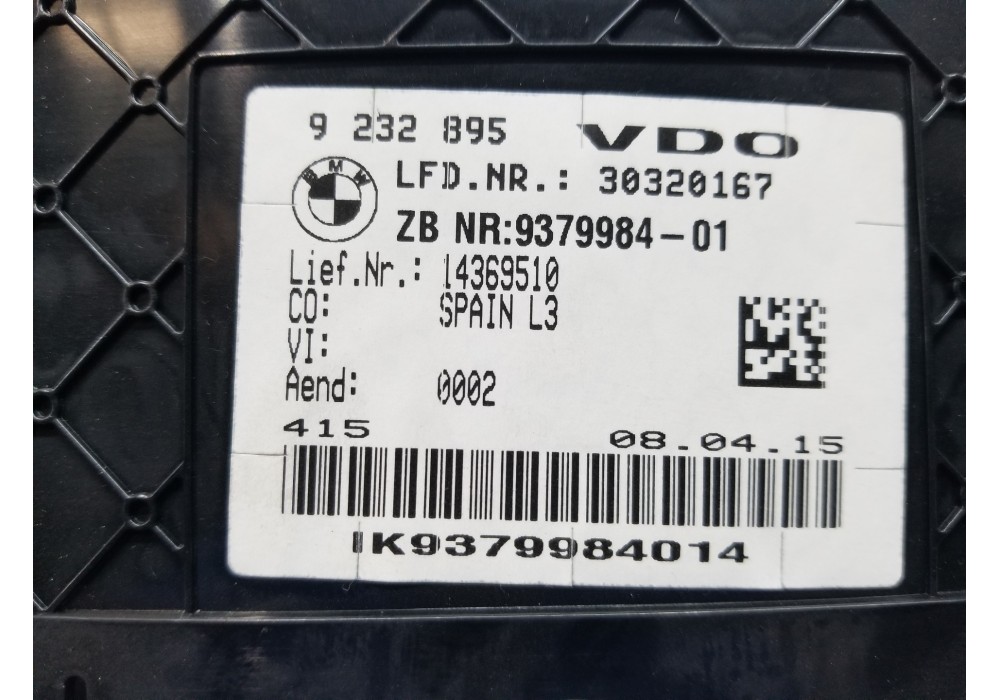 9 232 895 VDO
BMW
LFD.NR.: 30320167
ZB NR:9379984-01
Lief.Nr.: 14369510
CO: SPAIN L3
VI:
Aend: 0002
415 08.04.15
K9379984014